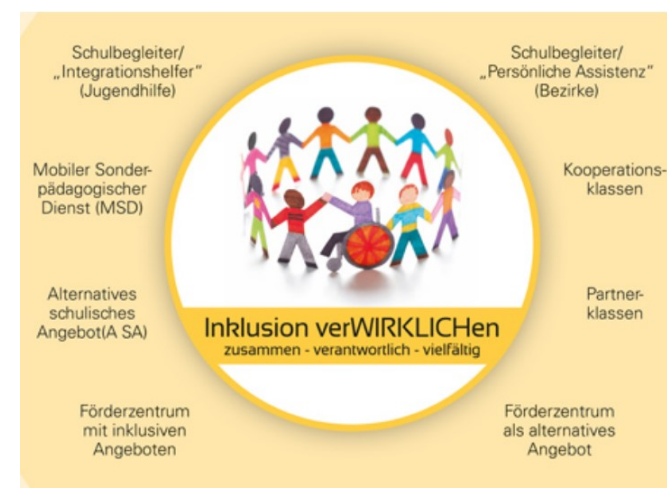 Schulbegleiter/
„Integrationshelfer“
(Jugendhilfe)
Schulbegleiter/
„Persönliche Assistenz“
(Bezirke)
Mobiler Sonder-
pädagogischer
Dienst (MSD)
Kooperations-
klassen
Alternatives
schulisches
Angebot(A SA)
Partner-
klassen
Inklusion verWIRKLICHen
zusammen - verantwortlich - vielfältig
Förderzentrum
mit inklusiven
Angeboten
Förderzentrum
als alternatives
Angebot